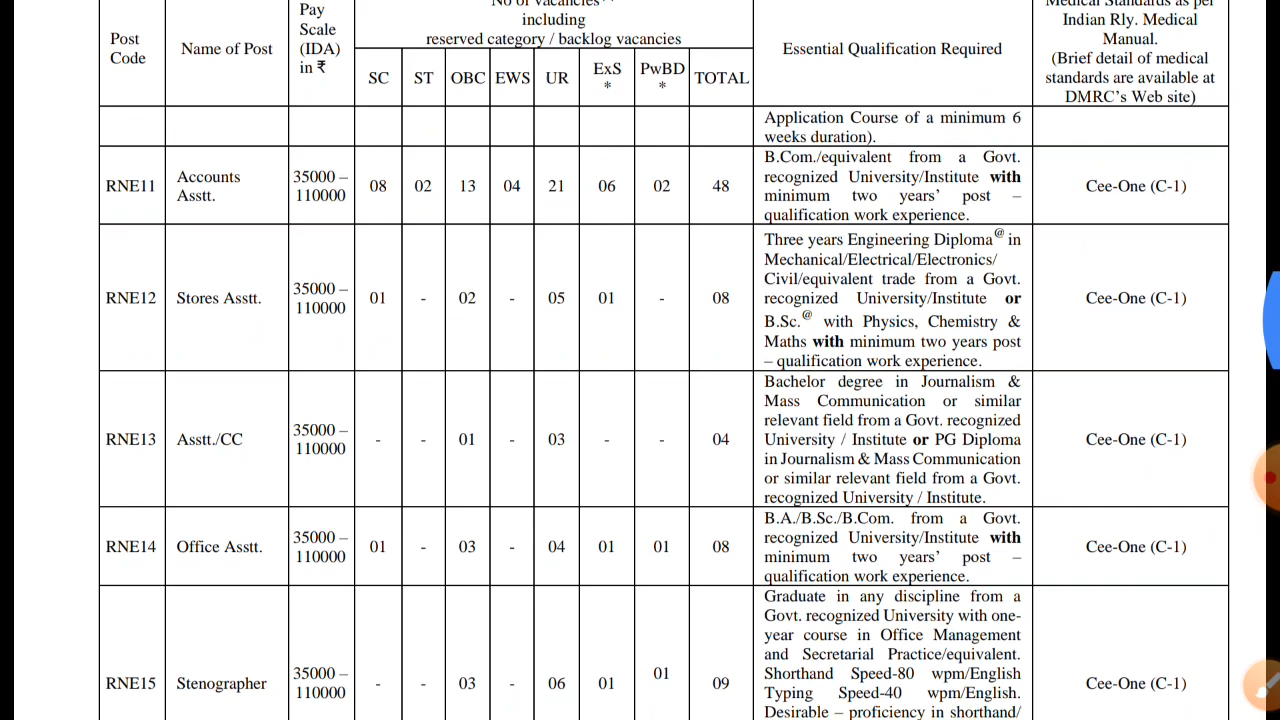 No of vacancies**
including
reserved category / backlog vacancies
Post
Code
Name of Post
Pay
Scale
(IDA)
in ₹
SC ST OBC EWS UR ExS * PwBD * TOTAL
Essential Qualification Required
Medical Standards as per
Indian Rly. Medical
Manual.
(Brief detail of medical
standards are available at
DMRC’s Web site)
Application Course of a minimum 6
weeks duration).
RNE11 Accounts Asstt. 35000 – 110000 08 02 13 04 21 06 02 48
B.Com./equivalent from a Govt.
recognized University/Institute with
minimum two years’ post –
qualification work experience.
Cee-One (C-1)
RNE12 Stores Asstt. 35000 – 110000 01 - 02 - 05 01 - 08
Three years Engineering Diploma@ in
Mechanical/Electrical/Electronics/
Civil/equivalent trade from a Govt.
recognized University/Institute or
B.Sc.@ with Physics, Chemistry &
Maths with minimum two years post
– qualification work experience.
Cee-One (C-1)
RNE13 Asstt./CC 35000 – 110000 - - 01 - 03 - - 04
Bachelor degree in Journalism &
Mass Communication or similar
relevant field from a Govt. recognized
University / Institute or PG Diploma
in Journalism & Mass Communication
or similar relevant field from a Govt.
recognized University / Institute.
Cee-One (C-1)
RNE14 Office Asstt. 35000 – 110000 01 - 03 - 04 01 01 08
B.A./B.Sc./B.Com. from a Govt.
recognized University/Institute with
minimum two years’ post –
qualification work experience.
Cee-One (C-1)
RNE15 Stenographer 35000 – 110000 - - 03 - 06 01 01 09
Graduate in any discipline from a
Govt. recognized University with one-
year course in Office Management
and Secretarial Practice/equivalent.
Shorthand Speed-80 wpm/English
Typing Speed-40 wpm/English.
Desirable – proficiency in shorthand/
Cee-One (C-1)